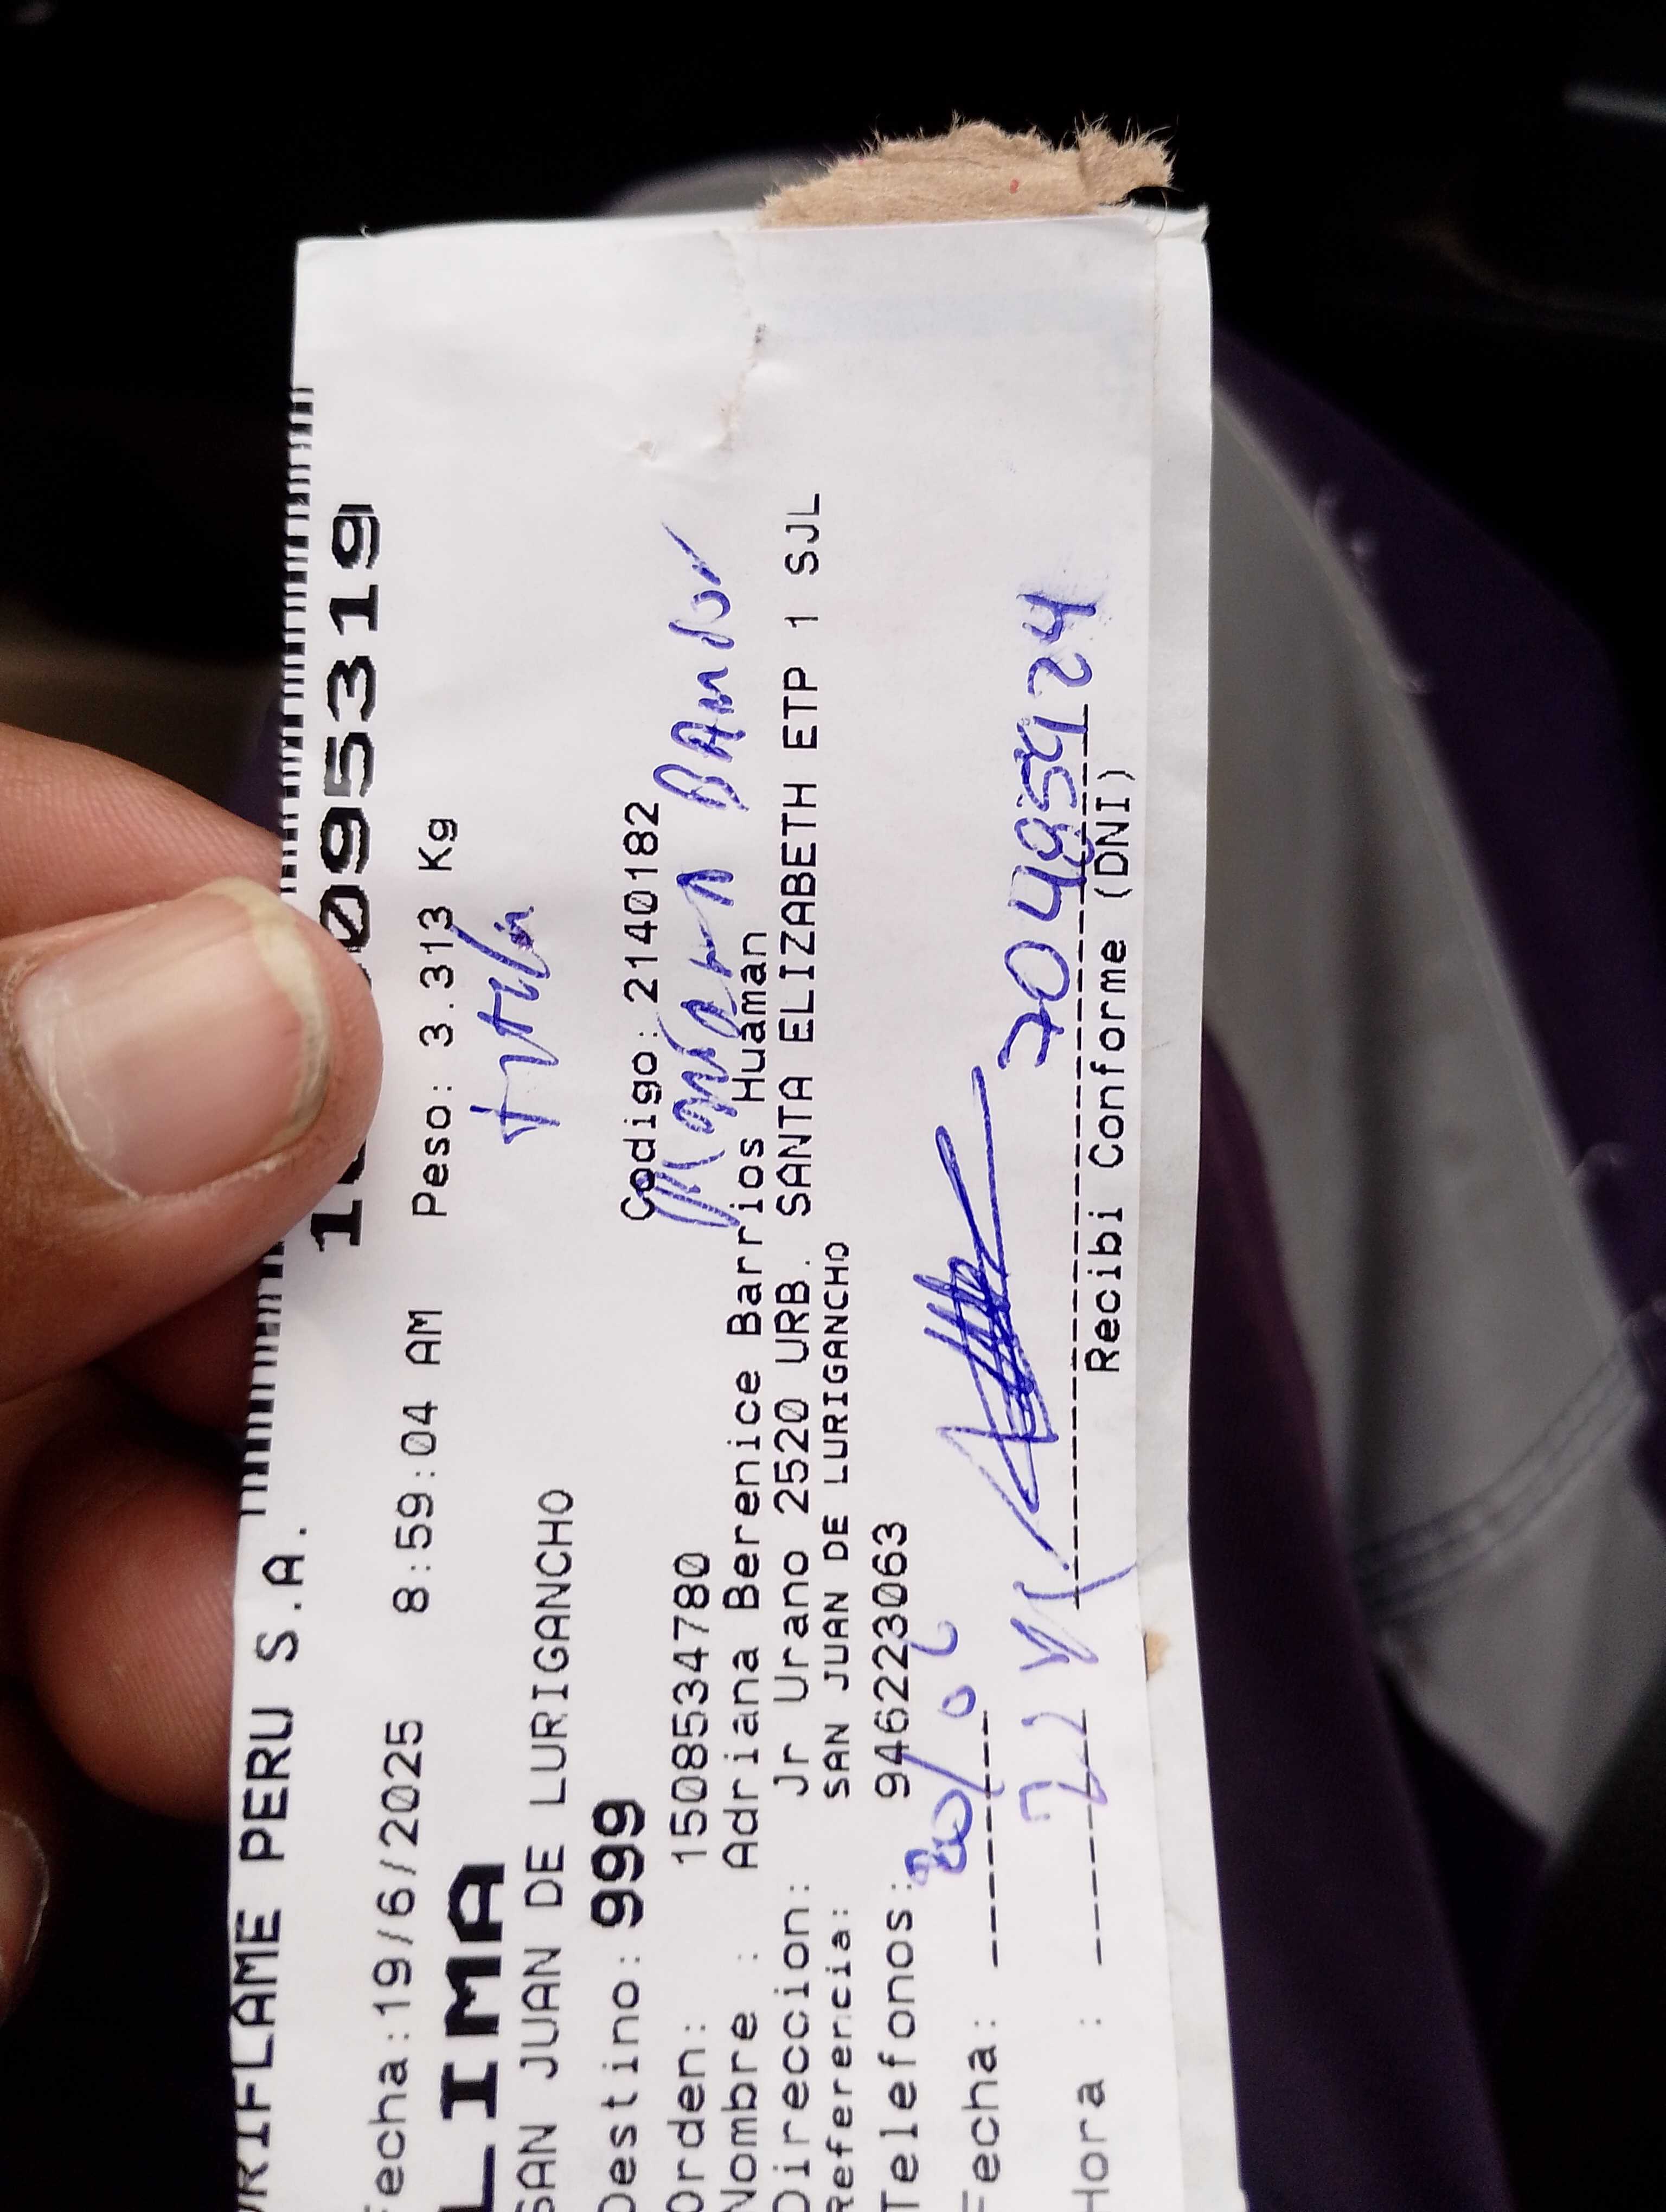 ORIFLAME PERU S.A.
095319
Fecha:19/6/2025 8:59:04 AM Peso: 3.313 Kg
LIMA
SAN JUAN DE LURIGANCHO
Destino: 999
Orden: 1508534780 Codigo: 2140182
Nombre : Adriana Berenice Barrios Huaman
Direccion: Jr Urano 2520 URB. SANTA ELIZABETH ETP 1 SJL
Referencia: SAN JUAN DE LURIGANCHO
Telefonos: 946223063
Fecha: 20/
Hora :
Recibi Conforme (DNI)